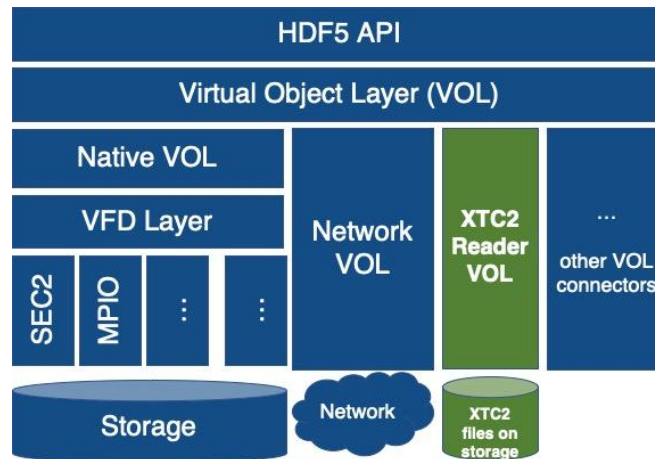 HDF5 API
Virtual Object Layer (VOL)
Native VOL
VFD Layer
SEC2
MPIO
...
...
Network
VOL
XTC2
Reader
VOL
...
other VOL
connectors
Storage
Network
XTC2
files on
storage